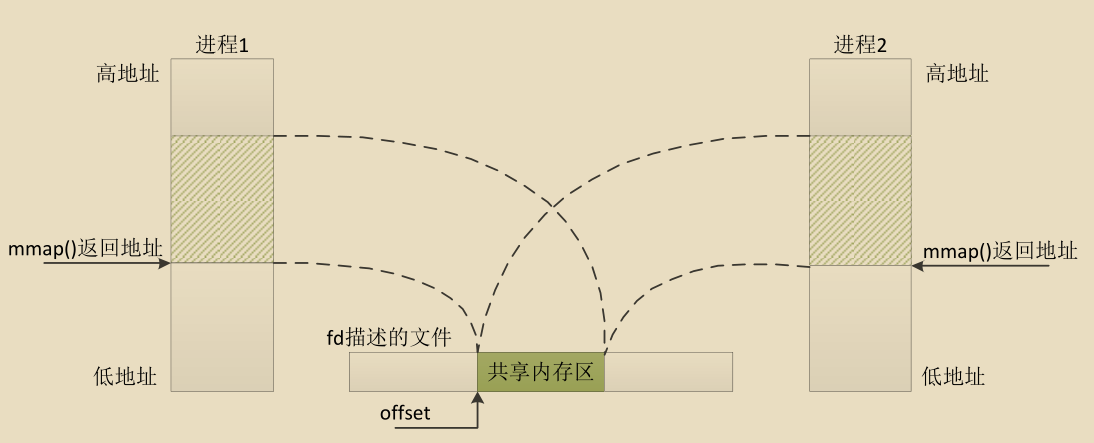 进程1
进程2
高地址
高地址
mmap()返回地址
mmap()返回地址
fd描述的文件
共享内存区
低地址
低地址
offset